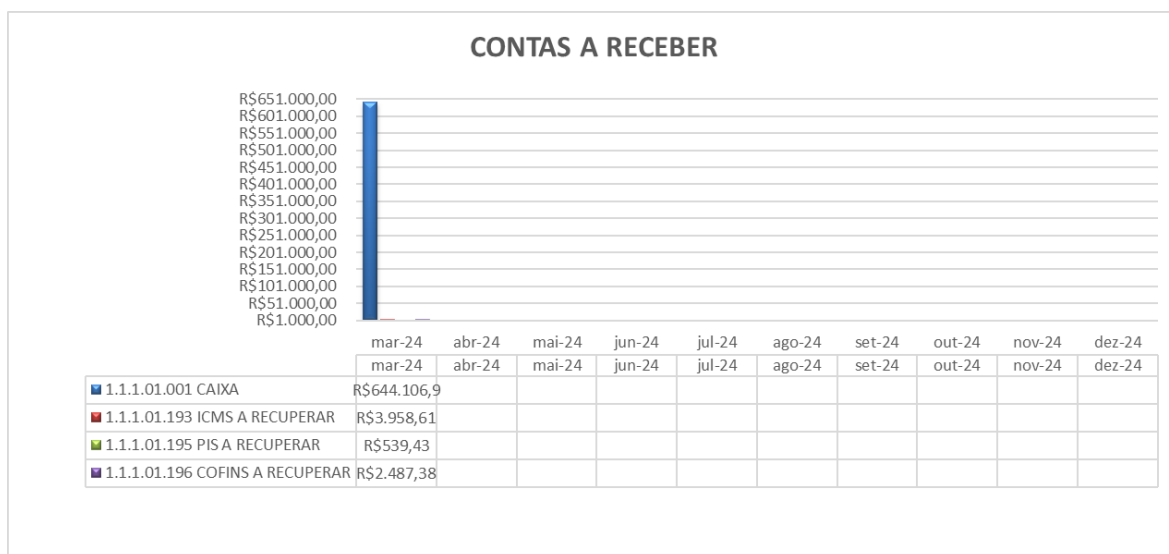 CONTAS A RECEBER
R$651.000,00
R$601.000,00
R$551.000,00
R$501.000,00
R$451.000,00
R$401.000,00
R$351.000,00
R$301.000,00
R$251.000,00
R$201.000,00
R$151.000,00
R$101.000,00
R$51.000,00
R$1.000,00
mar-24 abr-24 mai-24 jun-24 jul-24 ago-24 set-24 out-24 nov-24 dez-24
mar-24 abr-24 mai-24 jun-24 jul-24 ago-24 set-24 out-24 nov-24 dez-24
1.1.1.01.001 CAIXA R$644.106,9
1.1.1.01.193 ICMS A RECUPERAR R$3.958,61
1.1.1.01.195 PIS A RECUPERAR R$539,43
1.1.1.01.196 COFINS A RECUPERAR R$2.487,38